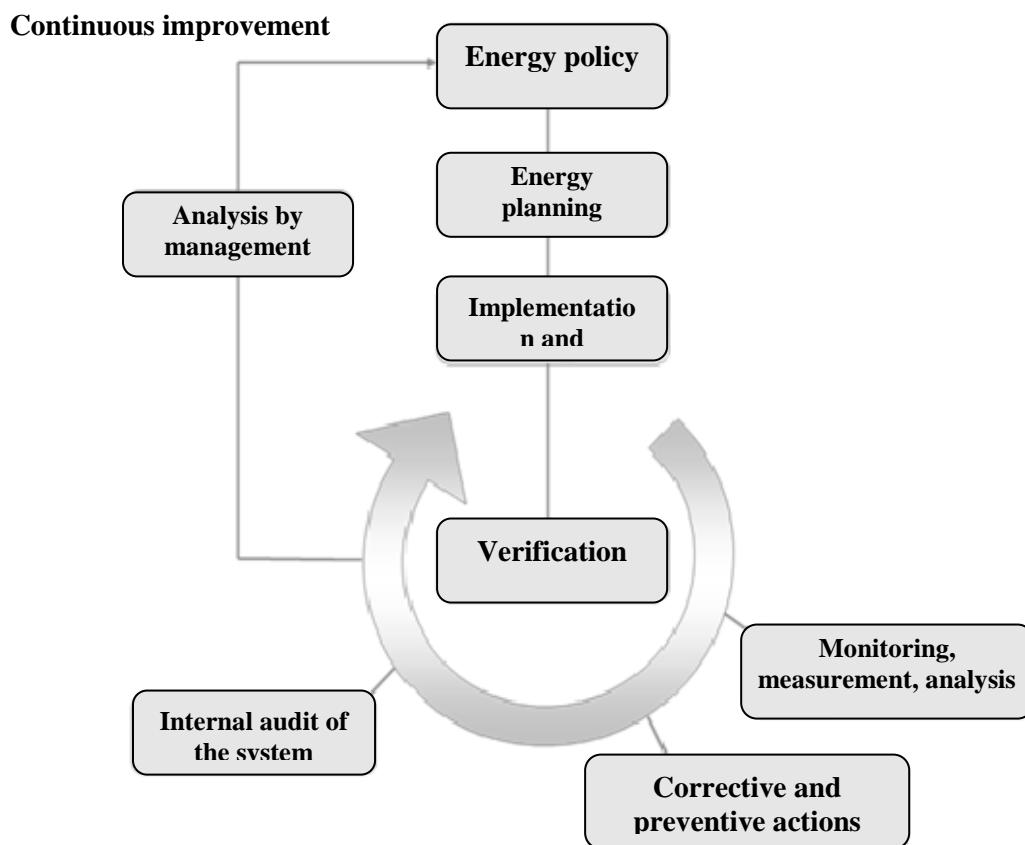 Continuous improvement
Energy policy
Energy
planning
Analysis by
management
Implementatio
n and
Verification
Monitoring,
measurement, analysis
Internal audit of
the system
Corrective and
preventive actions